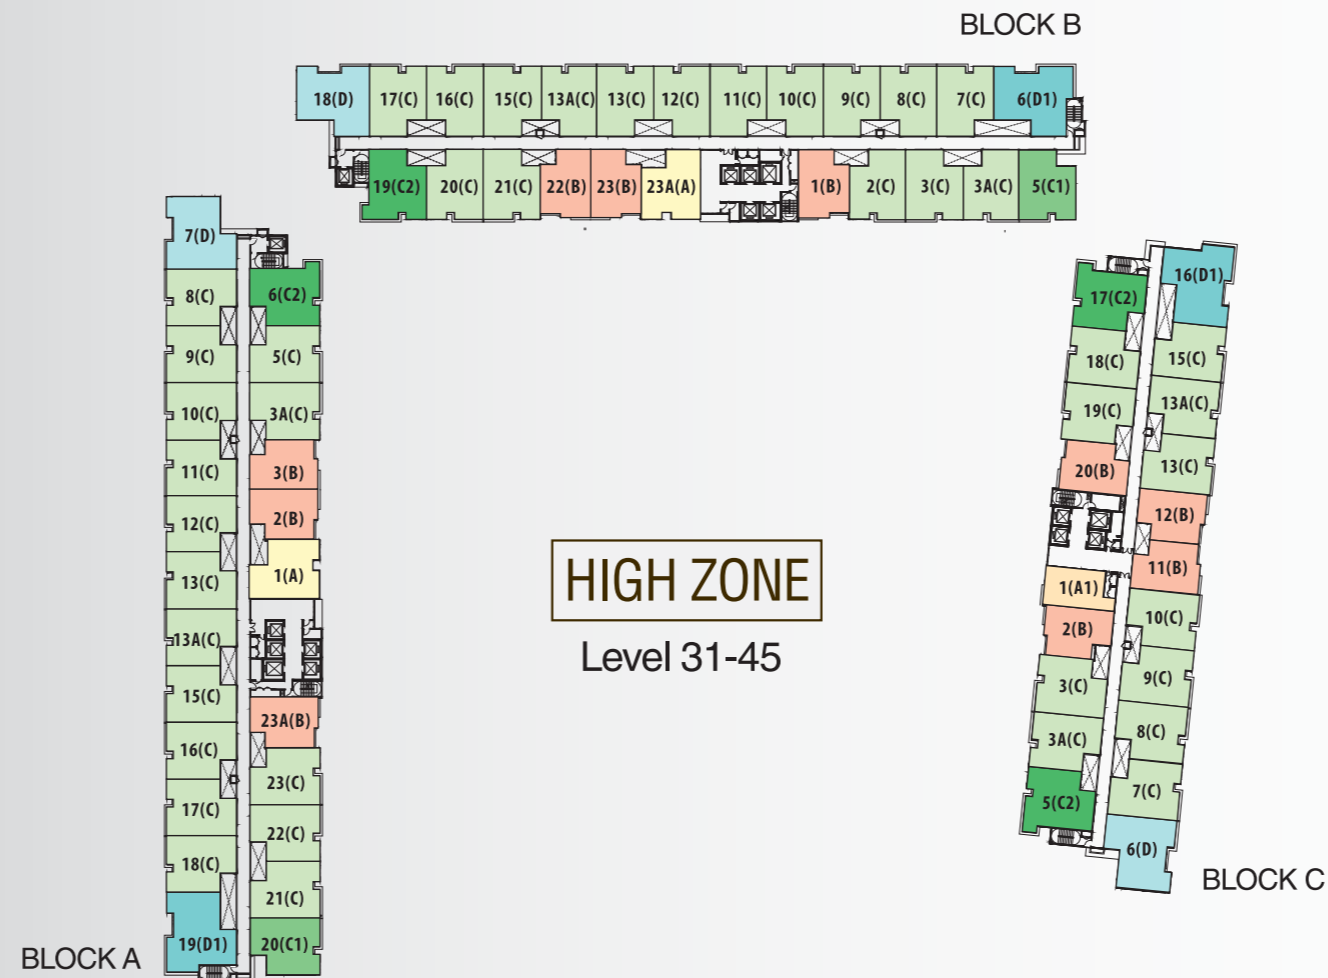 BLOCK B
18(D) 17(C) 16(C) 15(C) 13A(C) 13(C) 12(C) 11(C) 10(C) 9(C) 8(C) 7(C) 6(D1)
19(C2) 20(C) 21(C) 22(B) 23(B) 23A(A) 1(B) 2(C) 3(C) 3A(C) 5(C1)
7(D)
8(C) 6(C2)
9(C) 5(C)
10(C) 3A(C)
11(C) 3(B)
12(C) 2(B)
13(C) 1(A)
13A(C)
15(C)
16(C) 23A(B)
17(C) 23(C)
18(C) 22(C)
21(C)
19(D1) 20(C1)
BLOCK A
HIGH ZONE
Level 31-45
16(D1)
17(C2)
18(C) 15(C)
19(C) 13A(C)
20(B) 13(C)
12(B)
11(B)
1(A1) 10(C)
2(B)
3(C) 9(C)
3A(C) 8(C)
5(C2) 7(C)
6(D)
BLOCK C